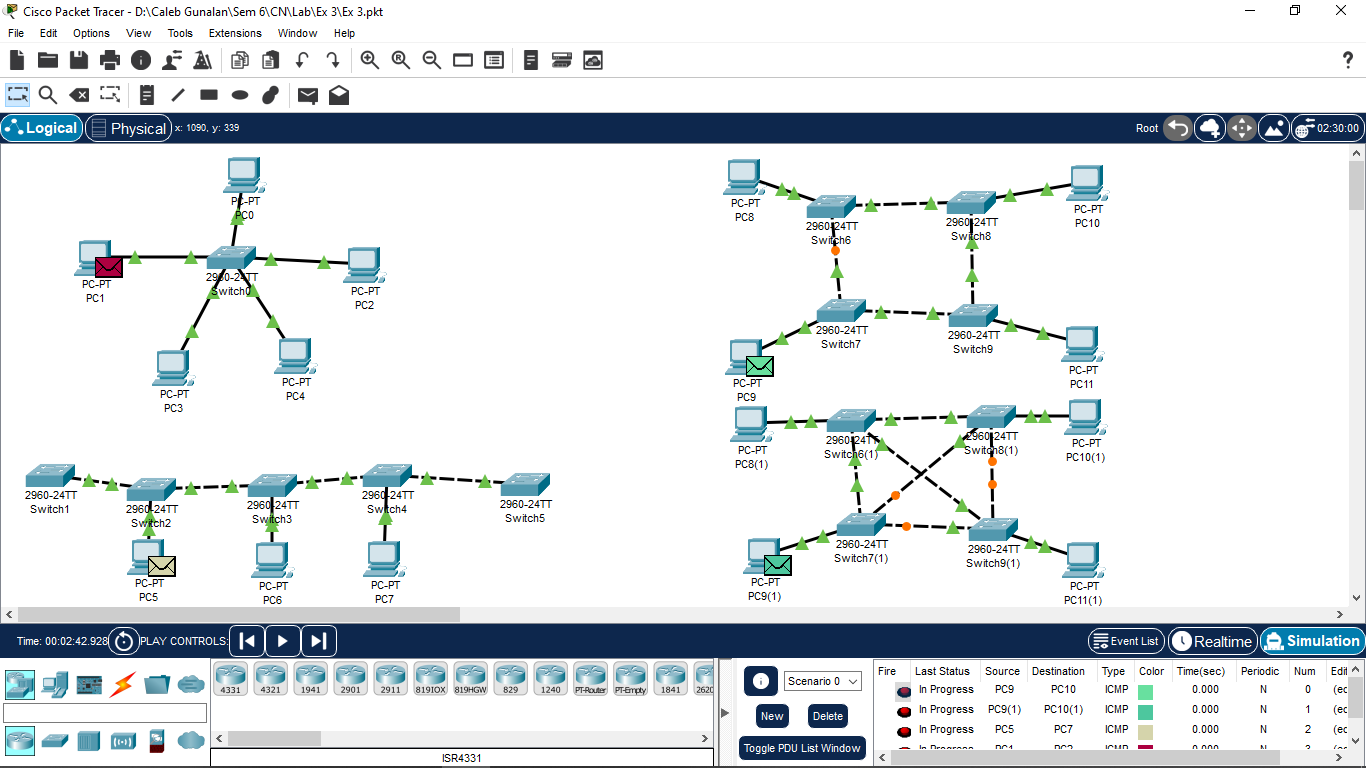 Cisco Packet Tracer - D:\Caleb Gunalan\Sem 6\CN\Lab\Ex 3\Ex 3.pkt
File Edit Options View Tools Extensions Window Help
Logical Physical x: 1090, y: 339 Root 02:30:00
PC-PT
PC0
PC-PT
PC1
2960-24TT
Switch0
PC-PT
PC2
PC-PT
PC3
PC-PT
PC4
2960-24TT
Switch1
2960-24TT
Switch2
2960-24TT
Switch3
2960-24TT
Switch4
2960-24TT
Switch5
PC-PT
PC5
PC-PT
PC6
PC-PT
PC7
PC-PT
PC8
2960-24TT
Switch6
2960-24TT
Switch8
PC-PT
PC10
2960-24TT
Switch7
2960-24TT
Switch9
PC-PT
PC9
PC-PT
PC11
PC-PT
PC8(1)
2960-24TT
Switch6(1)
2960-24TT
Switch8(1)
PC-PT
PC10(1)
2960-24TT
Switch7(1)
2960-24TT
Switch9(1)
PC-PT
PC9(1)
PC-PT
PC11(1)
Time: 00:02:42.928 PLAY CONTROLS: Event List Realtime Simulation
4331 4321 1941 2901 2911 819IOX 819HGW 829 1240 PT-Router PT-Empty 1841 2620
ISR4331
Scenario 0
New Delete
Toggle PDU List Window
Fire Last Status Source Destination Type Color Time(sec) Periodic Num Edit
In Progress PC9 PC10 ICMP 0.000 N 0 (ec
In Progress PC9(1) PC10(1) ICMP 0.000 N 1 (ec
In Progress PC5 PC7 ICMP 0.000 N 2 (ec
In Progress PC1 PC2 ICMP 0.000 N 3 (ec